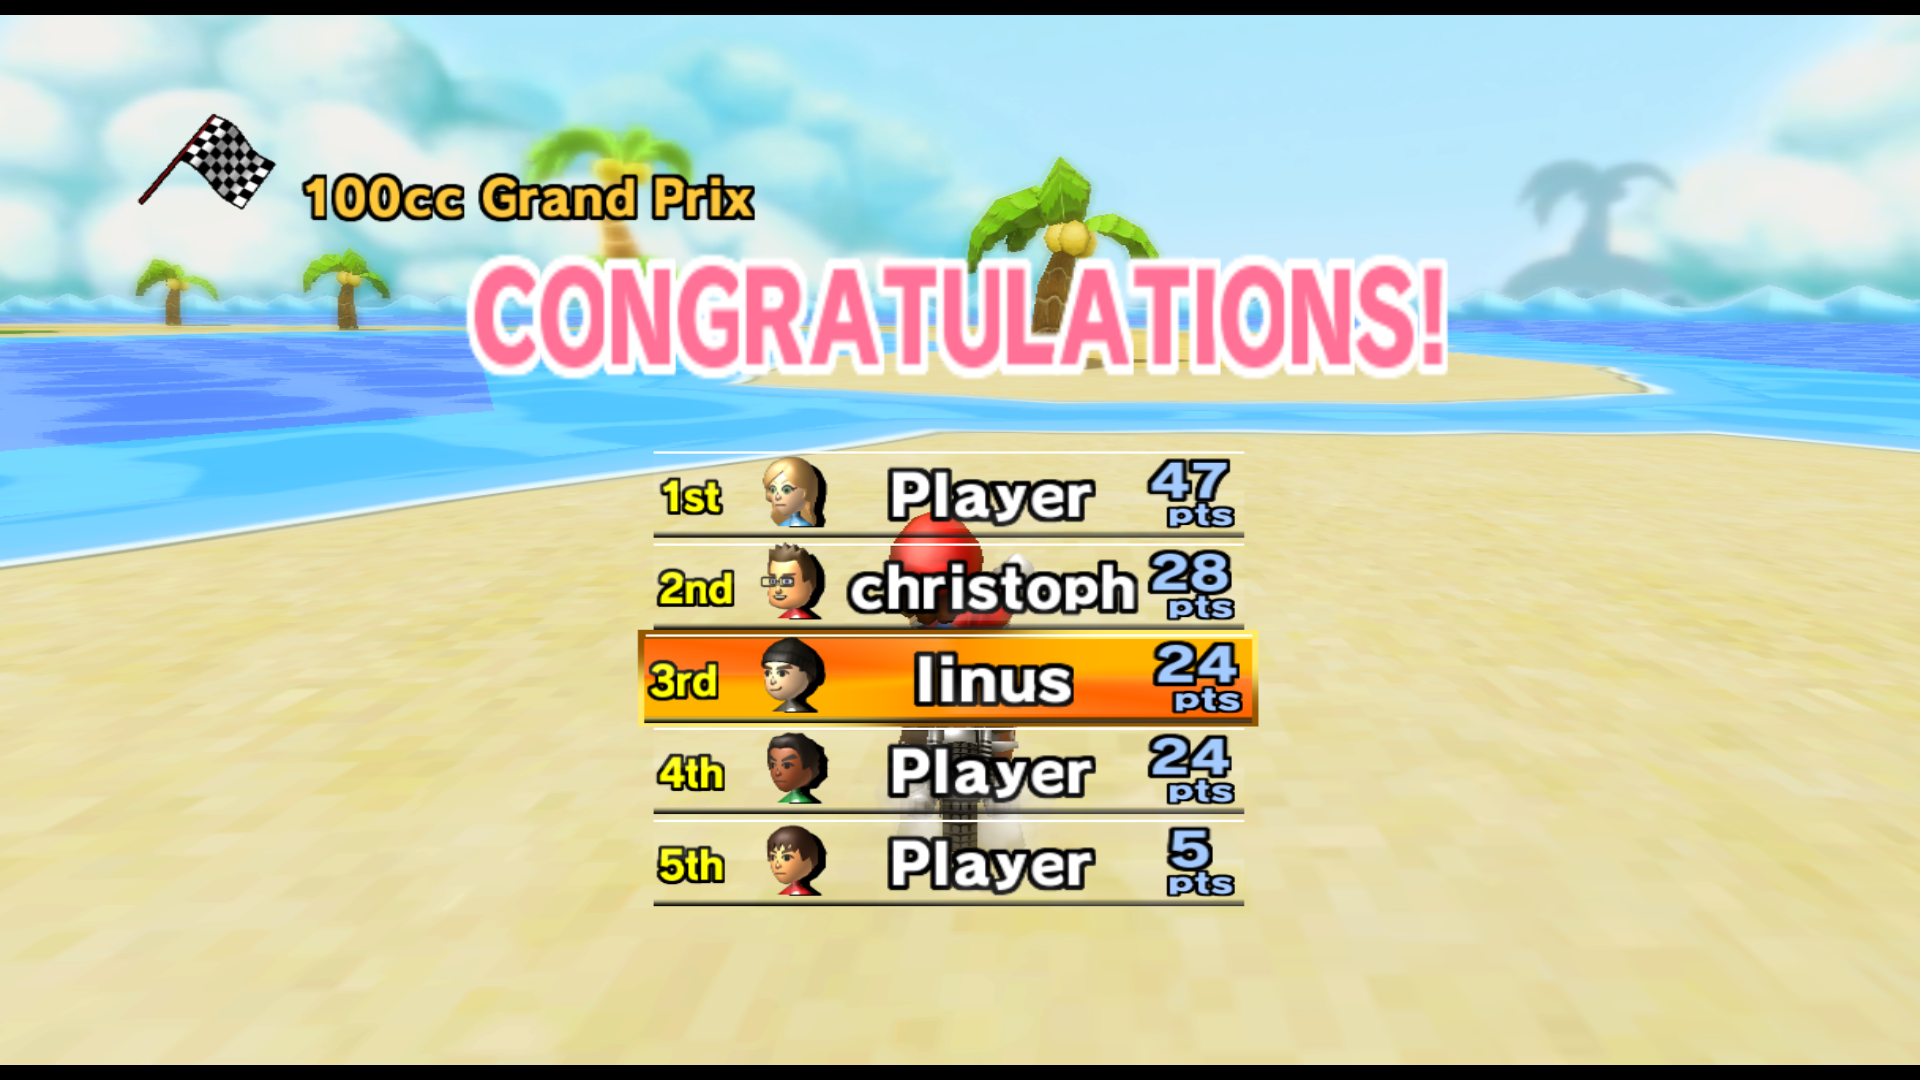 100cc Grand Prix
CONGRATULATIONS!
1st Player 47 pts
2nd christoph 28 pts
3rd linus 24 pts
4th Player 24 pts
5th Player 5 pts